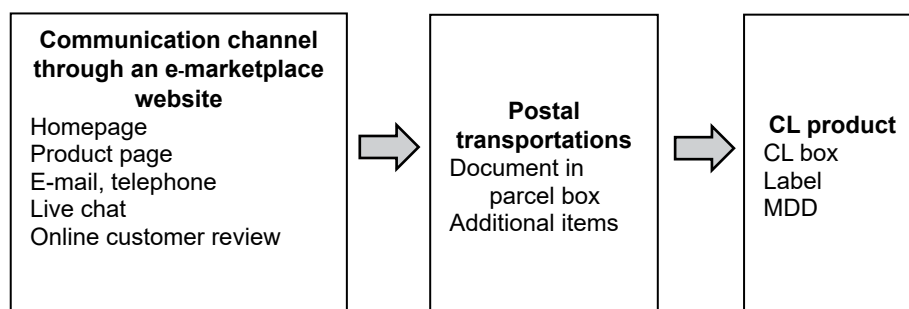 Communication channel
through an e-marketplace
website
Homepage
Product page
E-mail, telephone
Live chat
Online customer review
Postal
transportations
Document in
parcel box
Additional items
CL product
CL box
Label
MDD